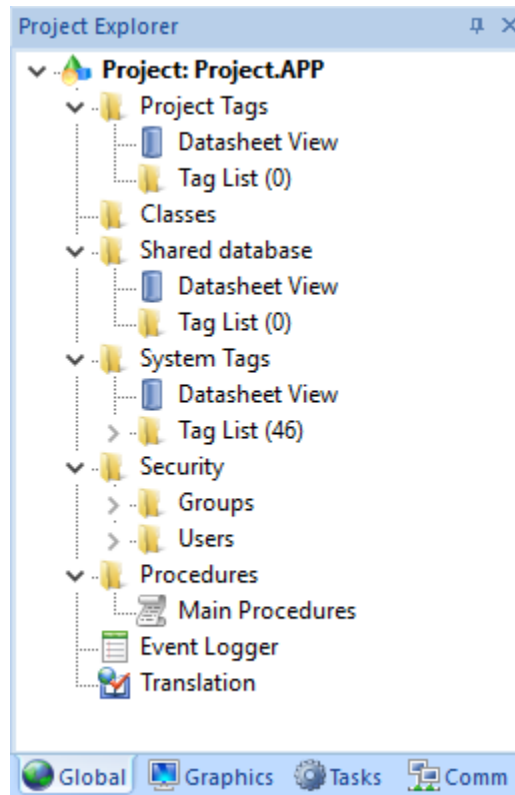 Project Explorer
Project: Project.APP
Project Tags
Datasheet View
Tag List (0)
Classes
Shared database
Datasheet View
Tag List (0)
System Tags
Datasheet View
Tag List (46)
Security
Groups
Users
Procedures
Main Procedures
Event Logger
Translation
Global Graphics Tasks Comm